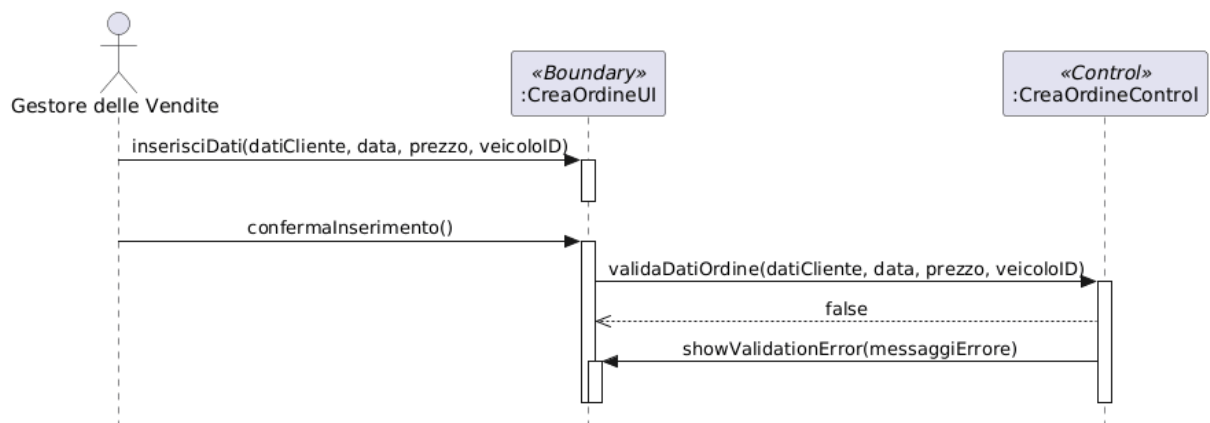 Gestore delle Vendite
«Boundary»
:CreaOrdineUI
«Control»
:CreaOrdineControl
inserisciDati(datiCliente, data, prezzo, veicoloID)
confermaInserimento()
validaDatiOrdine(datiCliente, data, prezzo, veicoloID)
false
showValidationError(messaggiErrore)